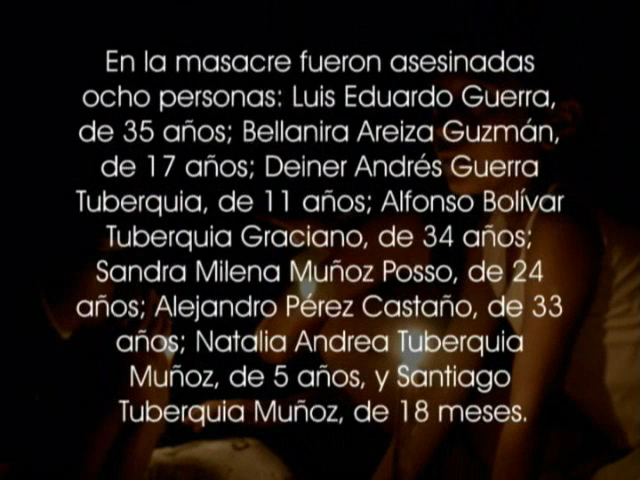 En la masacre fueron asesinadas
ocho personas: Luis Eduardo Guerra,
de 35 años; Bellanira Areiza Guzmán,
de 17 años; Deiner Andrés Guerra
Tuberquia, de 11 años; Alfonso Bolívar
Tuberquia Graciano, de 34 años;
Sandra Milena Muñoz Posso, de 24
años; Alejandro Pérez Castaño, de 33
años; Natalia Andrea Tuberquia
Muñoz, de 5 años, y Santiago
Tuberquia Muñoz, de 18 meses.